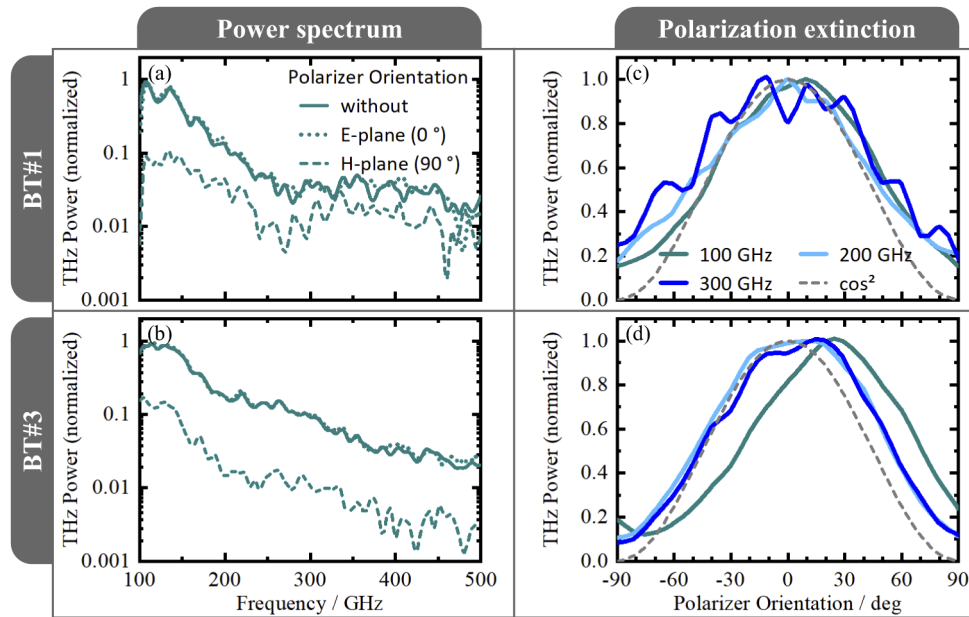 Power spectrum
Polarization extinction
BT#1
BT#3
(a)
Polarizer Orientation
without
E-plane (0 °)
H-plane (90 °)
THz Power (normalized)
1
0.1
0.01
0.001
(c)
THz Power (normalized)
1.0
0.8
0.6
0.4
0.2
0.0
100 GHz
200 GHz
300 GHz
cos²
(b)
THz Power (normalized)
1
0.1
0.01
0.001
100
200
300
400
500
Frequency / GHz
(d)
THz Power (normalized)
1.0
0.8
0.6
0.4
0.2
0.0
-90
-60
-30
0
30
60
90
Polarizer Orientation / deg